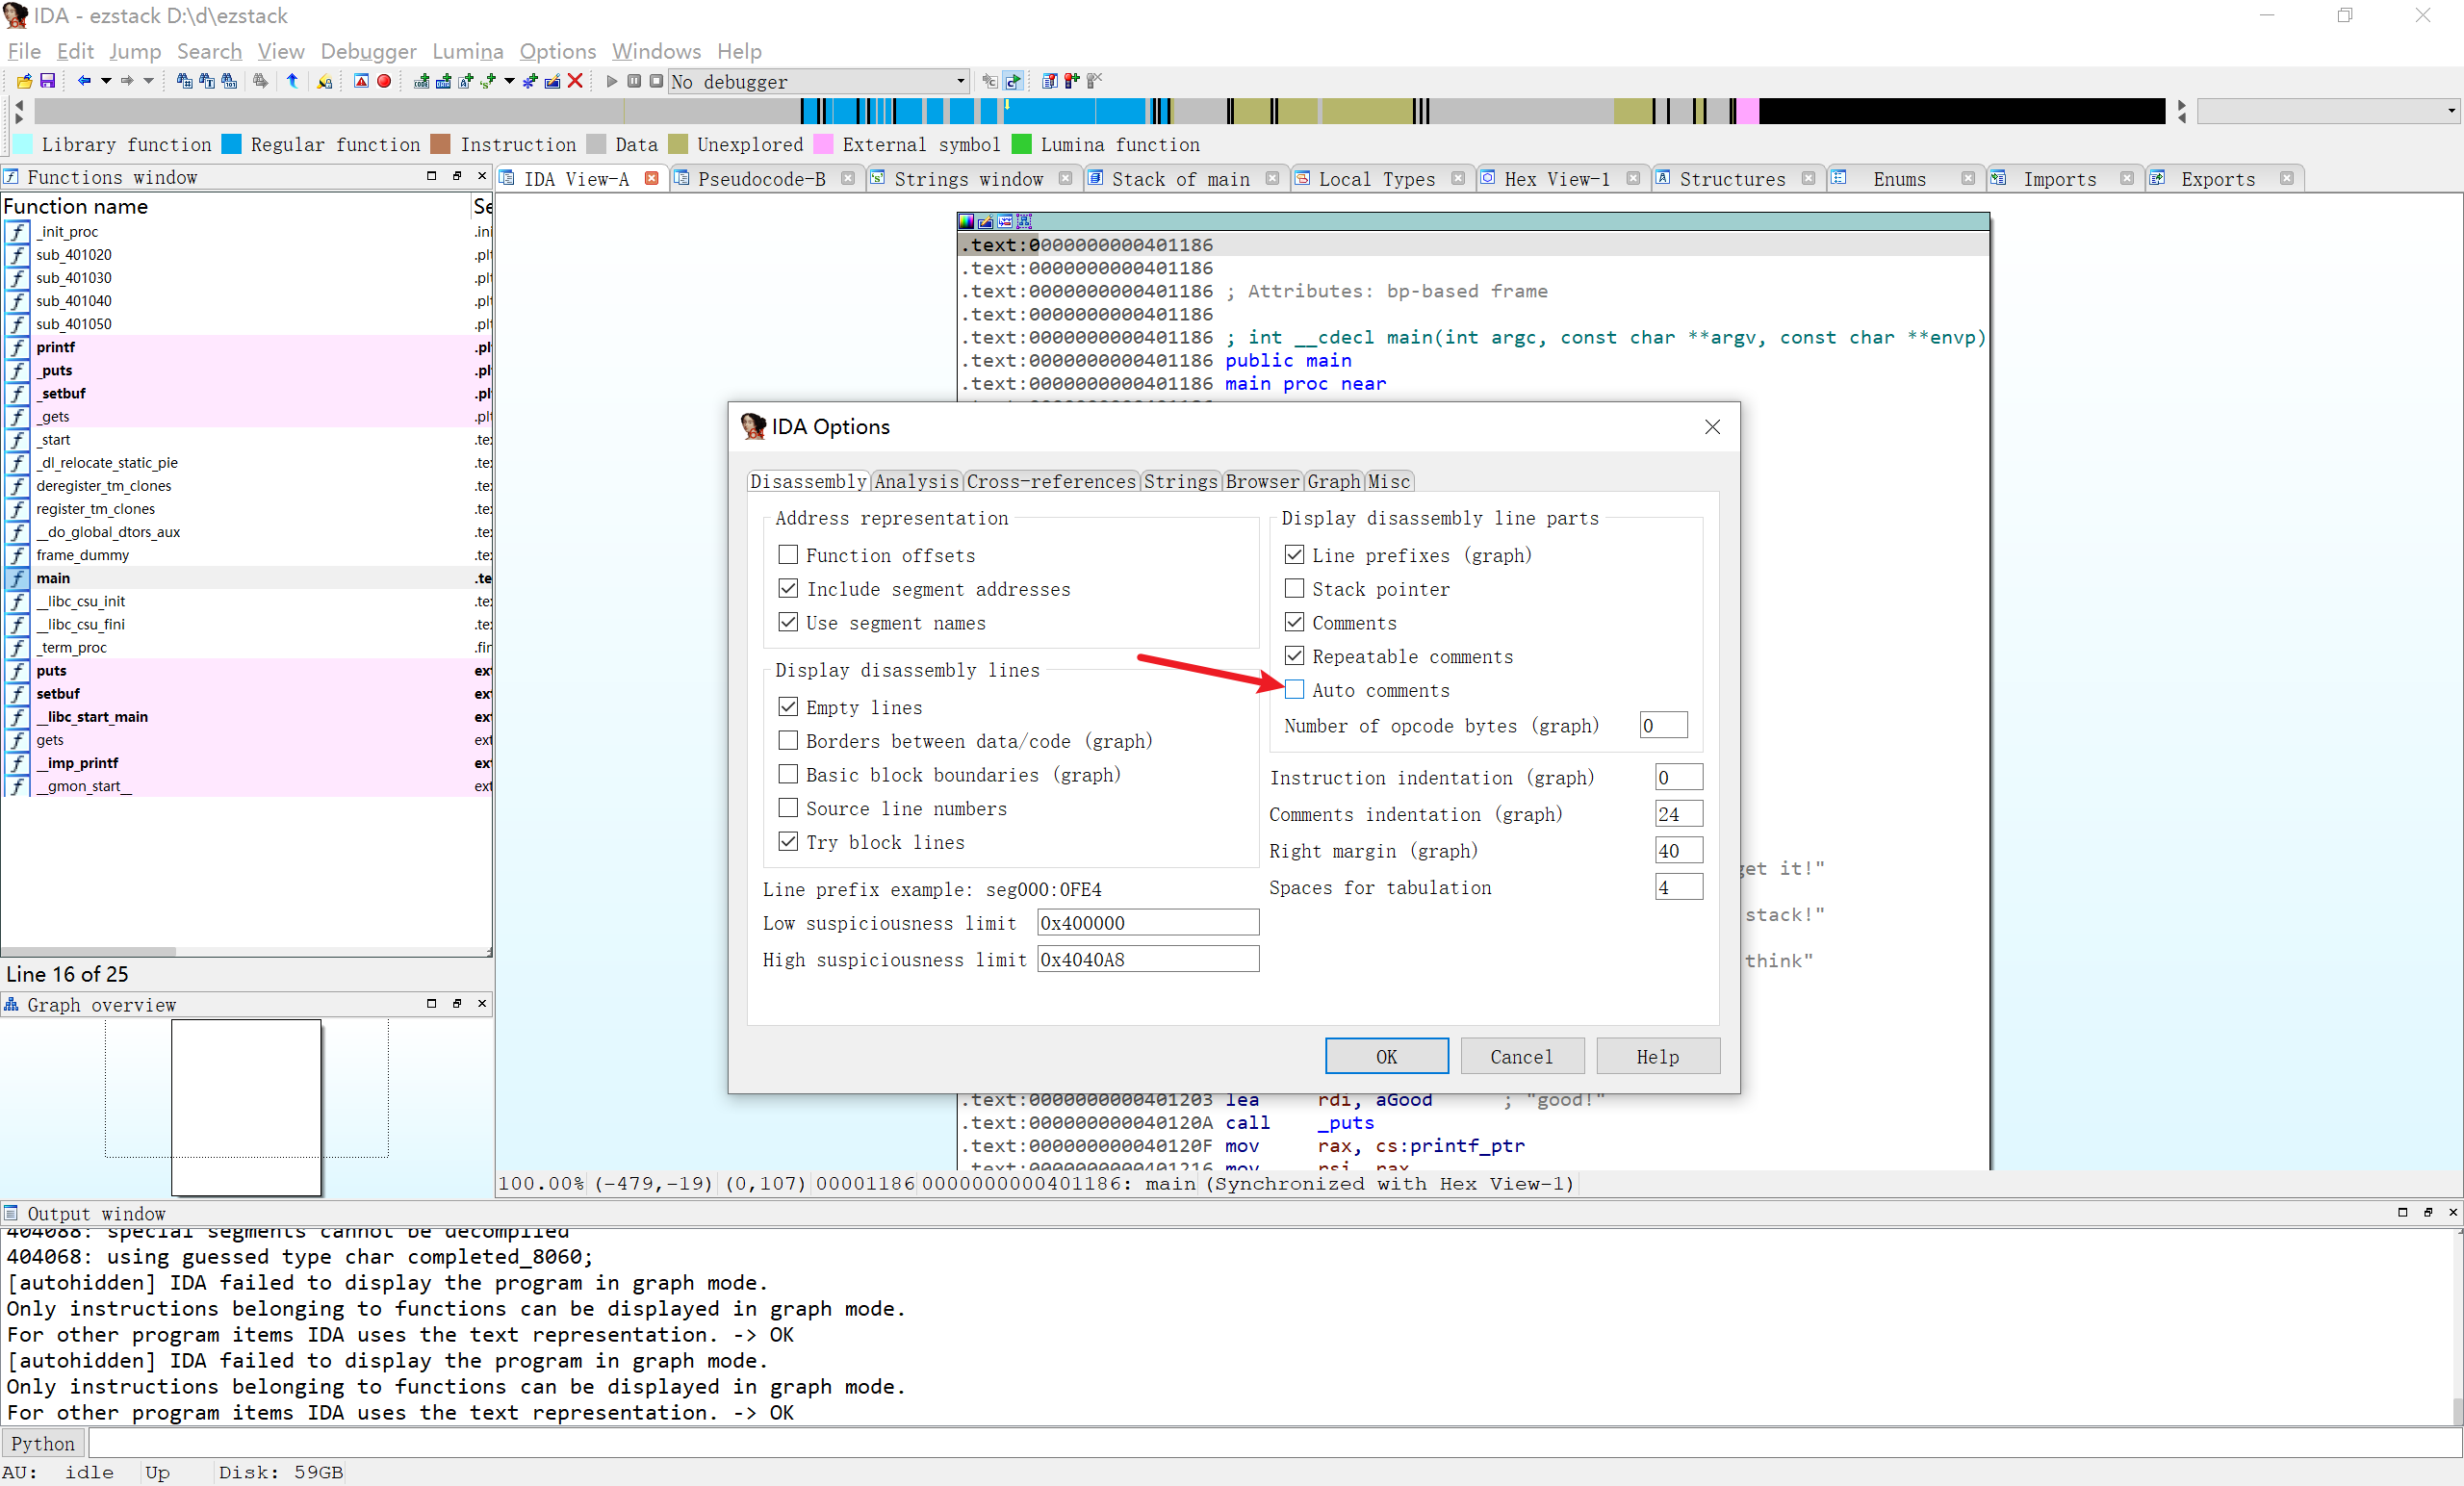 IDA - ezstack D:\d\ezstack
File Edit Jump Search View Debugger Lumina Options Windows Help
No debugger
Library function Regular function Instruction Data Unexplored External symbol Lumina function
Functions window
IDA View-A Pseudocode-B Strings window Stack of main Local Types Hex View-1 Structures Enums Imports Exports
Function name Se
_init_proc .ini
sub_401020 .plt
sub_401030 .plt
sub_401040 .plt
sub_401050 .plt
printf .pl
_puts .pl
_setbuf .pl
_gets .plt
_start .te
_dl_relocate_static_pie .te
deregister_tm_clones .te
register_tm_clones .te
__do_global_dtors_aux .te
frame_dummy .te
main .te
__libc_csu_init .te
__libc_csu_fini .te
_term_proc .fir
puts ex
setbuf ex
__libc_start_main ex
gets ext
__imp_printf ex
__gmon_start__ ext
Line 16 of 25
Graph overview
.text:0000000000401186
.text:0000000000401186
.text:0000000000401186 ; Attributes: bp-based frame
.text:0000000000401186
.text:0000000000401186 ; int __cdecl main(int argc, const char **argv, const char **envp)
.text:0000000000401186 public main
.text:0000000000401186 main proc near
IDA Options
Disassembly Analysis Cross-references Strings Browser Graph Misc
Address representation
Function offsets
Include segment addresses
Use segment names
Display disassembly lines
Empty lines
Borders between data/code (graph)
Basic block boundaries (graph)
Source line numbers
Try block lines
Line prefix example: seg000:0FE4
Low suspiciousness limit 0x400000
High suspiciousness limit 0x4040A8
Display disassembly line parts
Line prefixes (graph)
Stack pointer
Comments
Repeatable comments
Auto comments
Number of opcode bytes (graph) 0
Instruction indentation (graph) 0
Comments indentation (graph) 24
Right margin (graph) 40
Spaces for tabulation 4
OK Cancel Help
get it!"
stack!"
think"
.text:0000000000401203 lea rdi, aGood ; "good!"
.text:000000000040120A call _puts
.text:000000000040120F mov rax, cs:printf_ptr
.text:0000000000401216 mov rsi, rax
100.00% (-479,-19) (0,107) 00001186 0000000000401186: main (Synchronized with Hex View-1)
Output window
404088: special segments cannot be decompiled
404068: using guessed type char completed_8060;
[autohidden] IDA failed to display the program in graph mode.
Only instructions belonging to functions can be displayed in graph mode.
For other program items IDA uses the text representation. -> OK
[autohidden] IDA failed to display the program in graph mode.
Only instructions belonging to functions can be displayed in graph mode.
For other program items IDA uses the text representation. -> OK
Python
AU: idle Up Disk: 59GB